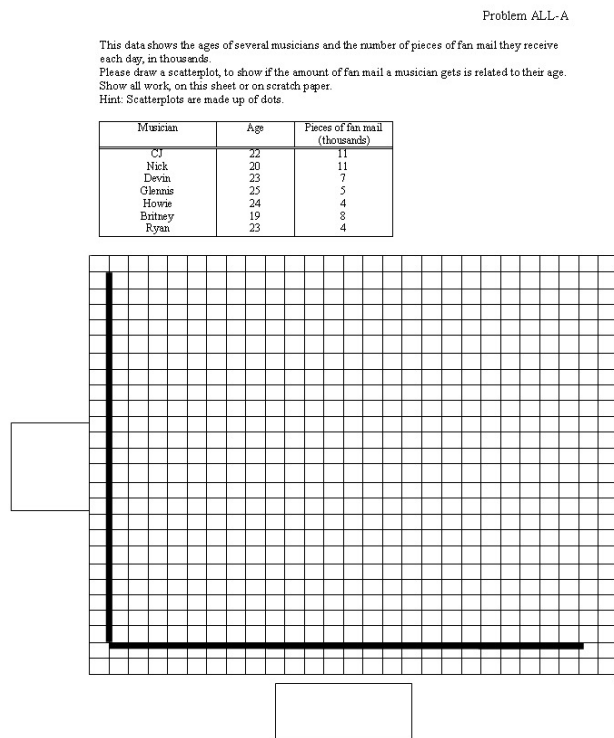 Problem ALL-A
This data shows the ages of several musicians and the number of pieces of fan mail they receive
each day, in thousands.
Please draw a scatterplot, to show if the amount of fan mail a musician gets is related to their age.
Show all work, on this sheet or on scratch paper.
Hint: Scatterplots are made up of dots.
Musician Age Pieces of fan mail
(thousands)
CJ 22 11
Nick 20 11
Devin 23 7
Glennis 25 5
Howie 24 4
Britney 19 8
Ryan 23 4